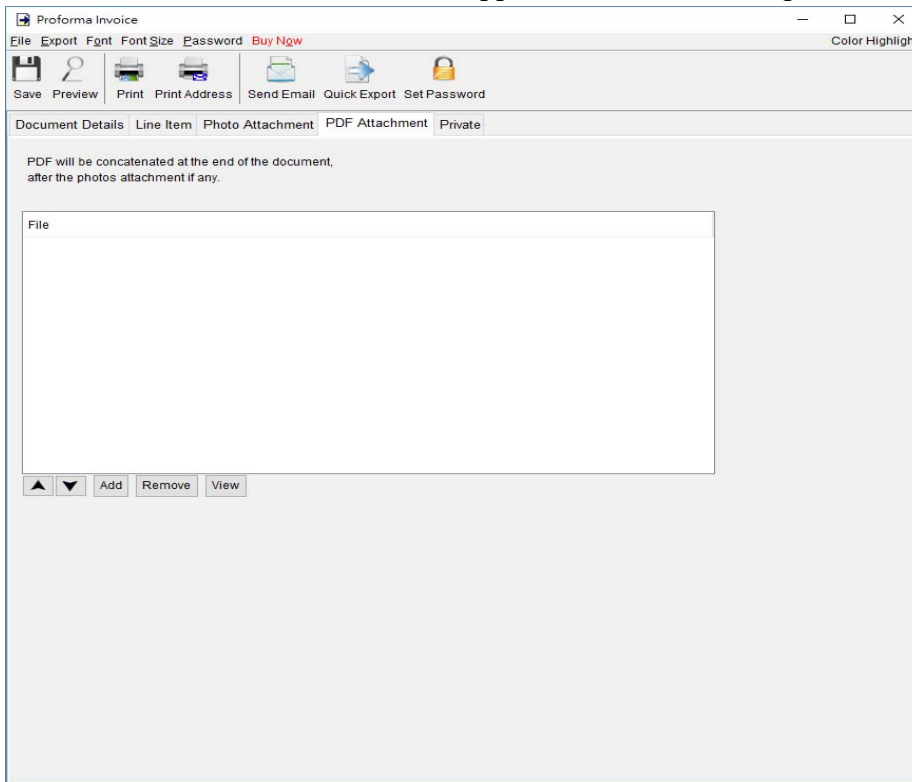 Proforma Invoice
File Export Font Font Size Password Buy Now Color Highligh
Save Preview Print Print Address Send Email Quick Export Set Password
Document Details Line Item Photo Attachment PDF Attachment Private
PDF will be concatenated at the end of the document,
after the photos attachment if any.
File
Add Remove View